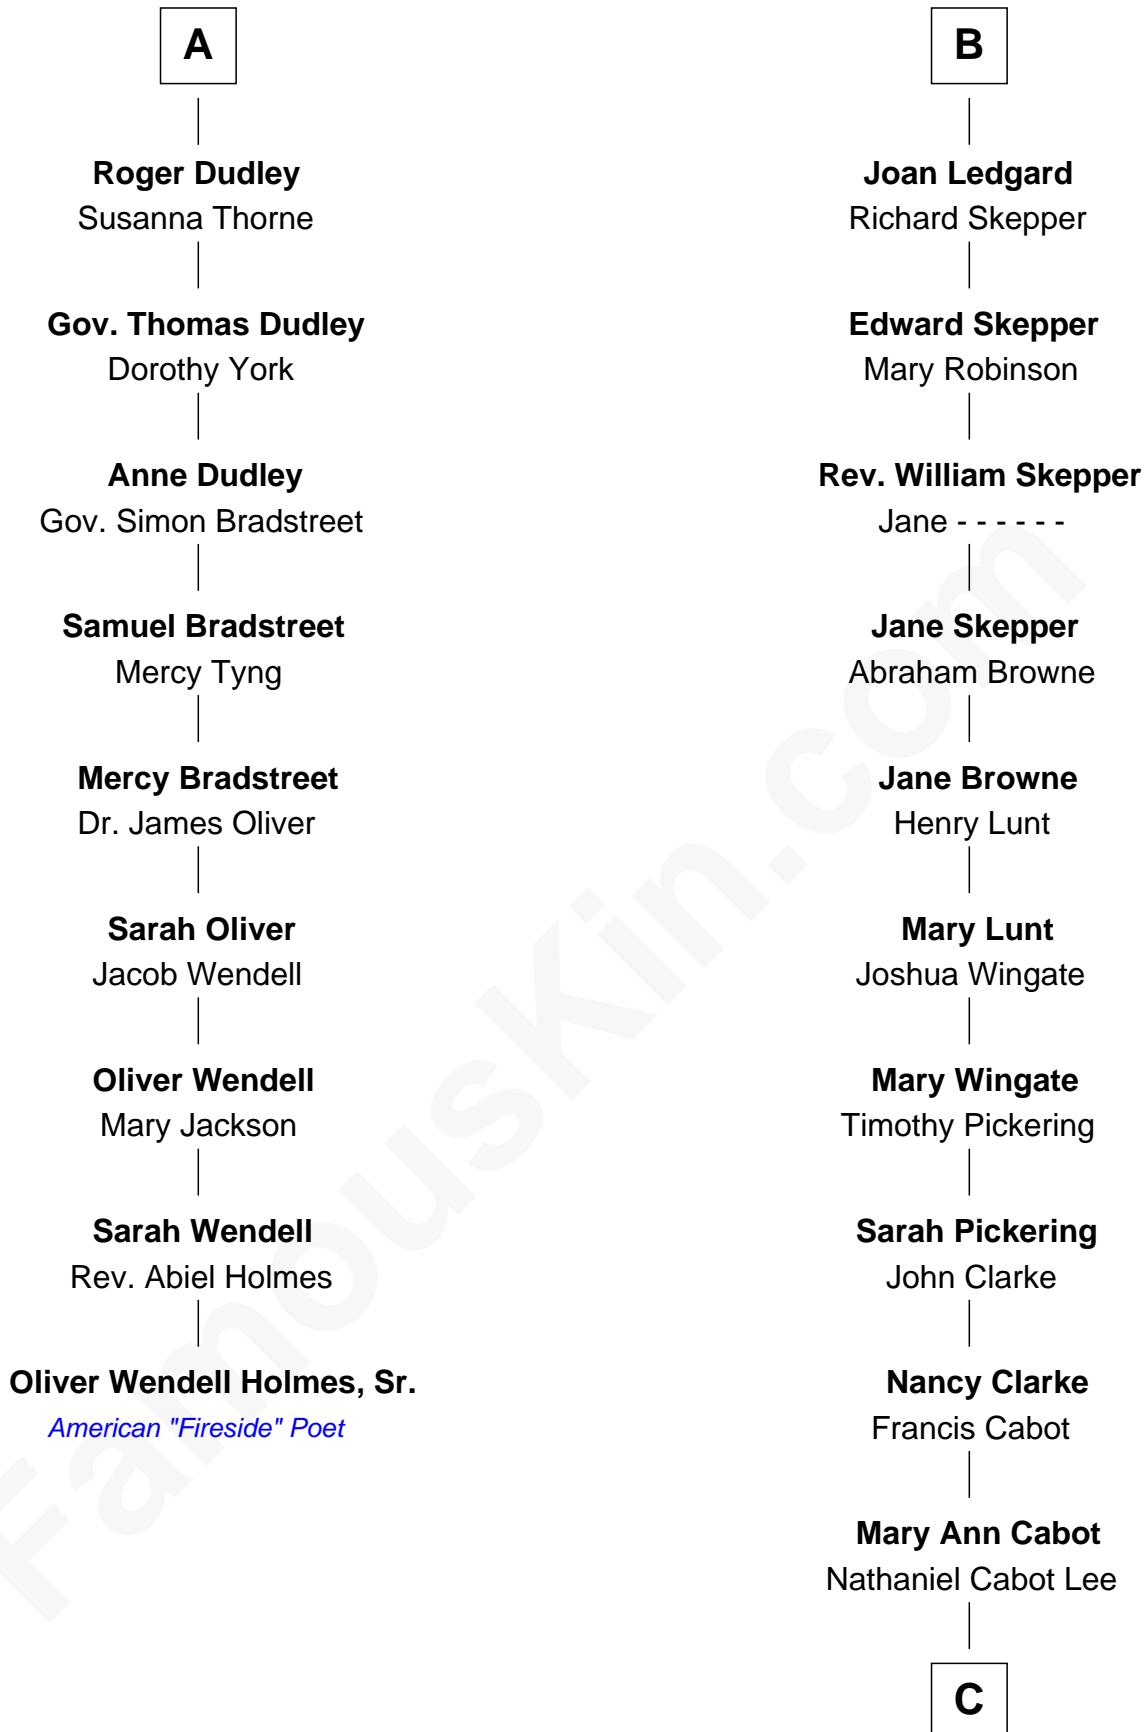 A
Roger Dudley
Susanna Thorne
Gov. Thomas Dudley
Dorothy York
Anne Dudley
Gov. Simon Bradstreet
Samuel Bradstreet
Mercy Tyng
Mercy Bradstreet
Dr. James Oliver
Sarah Oliver
Jacob Wendell
Oliver Wendell
Mary Jackson
Sarah Wendell
Rev. Abiel Holmes
Oliver Wendell Holmes, Sr.
American "Fireside" Poet
B
Joan Ledgard
Richard Skepper
Edward Skepper
Mary Robinson
Rev. William Skepper
Jane - - - - - -
Jane Skepper
Abraham Browne
Jane Browne
Henry Lunt
Mary Lunt
Joshua Wingate
Mary Wingate
Timothy Pickering
Sarah Pickering
John Clarke
Nancy Clarke
Francis Cabot
Mary Ann Cabot
Nathaniel Cabot Lee
C
FamousKin.com